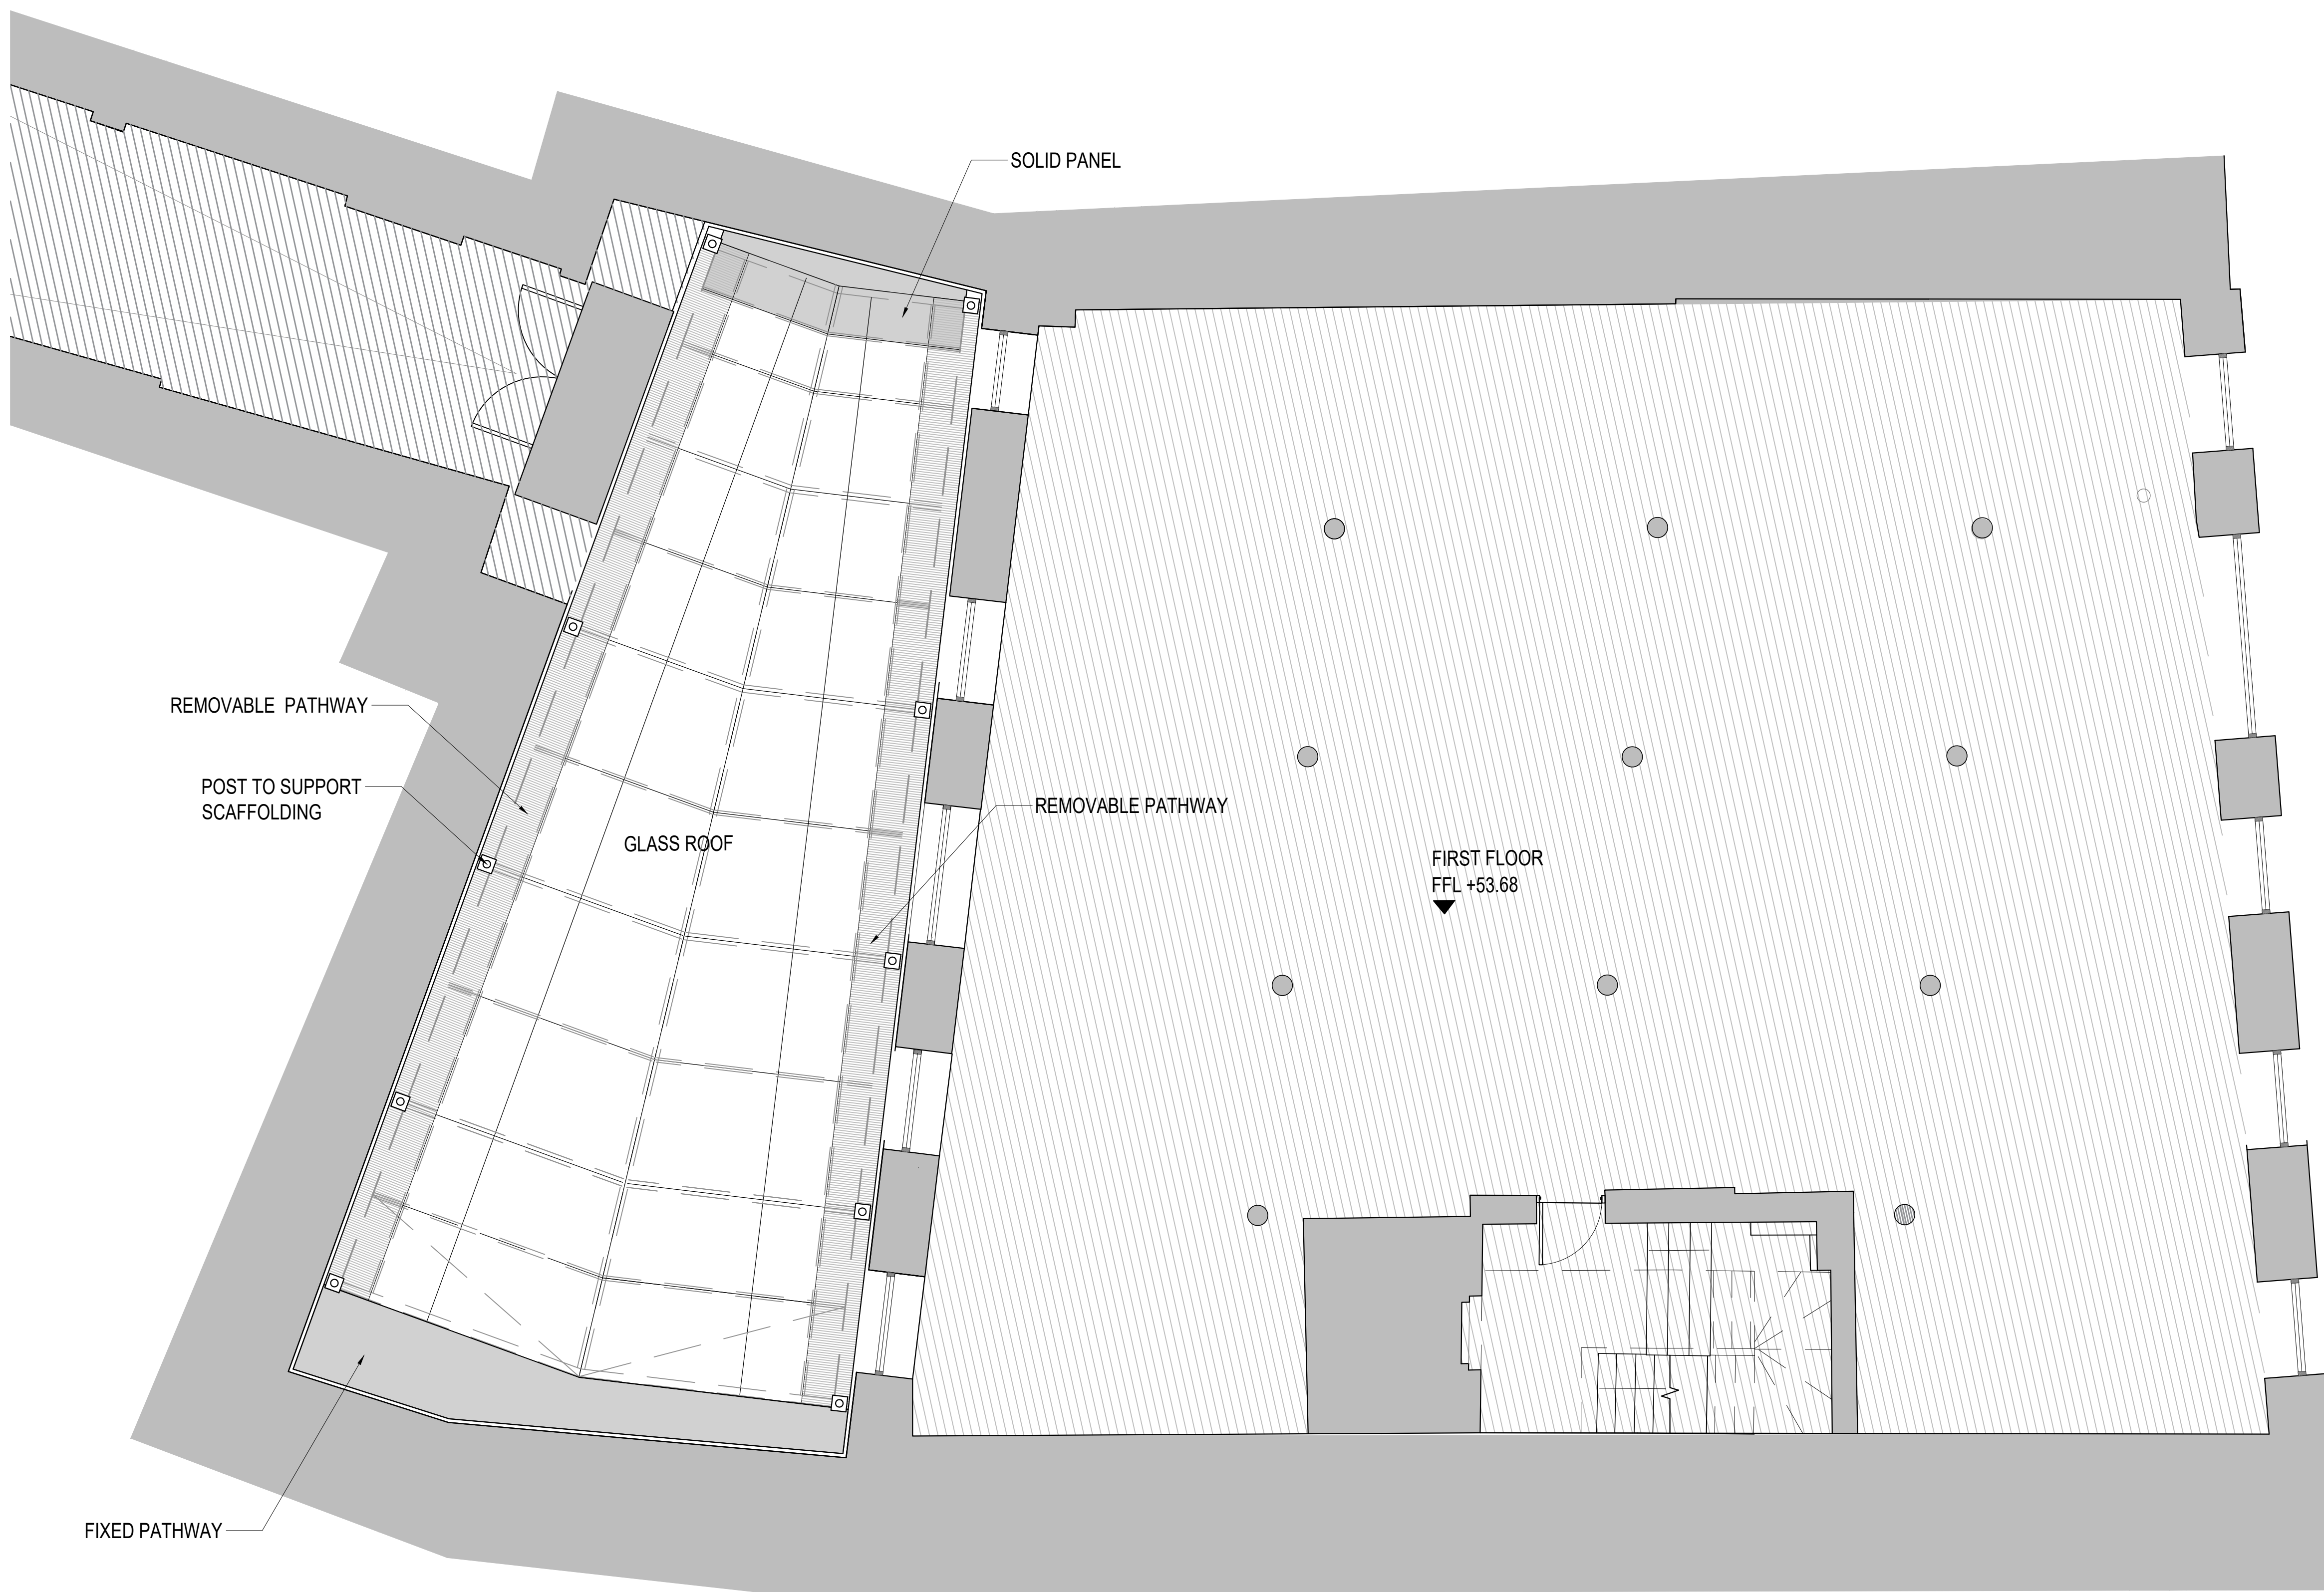 SOLID PANEL
REMOVABLE PATHWAY
POST TO SUPPORT
SCAFFOLDING
REMOVABLE PATHWAY
GLASS ROOF
FIRST FLOOR
FFL +53.68
FIXED PATHWAY